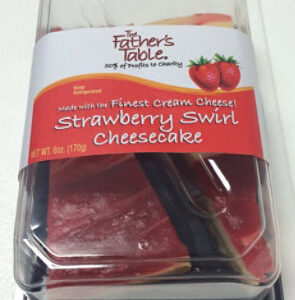 The
Father's
Table®
50% of Profits to Charity
Keep
Refrigerated
Made with the Finest Cream Cheese!
Strawberry Swirl
Cheesecake
NET WT. 6oz. (170g)